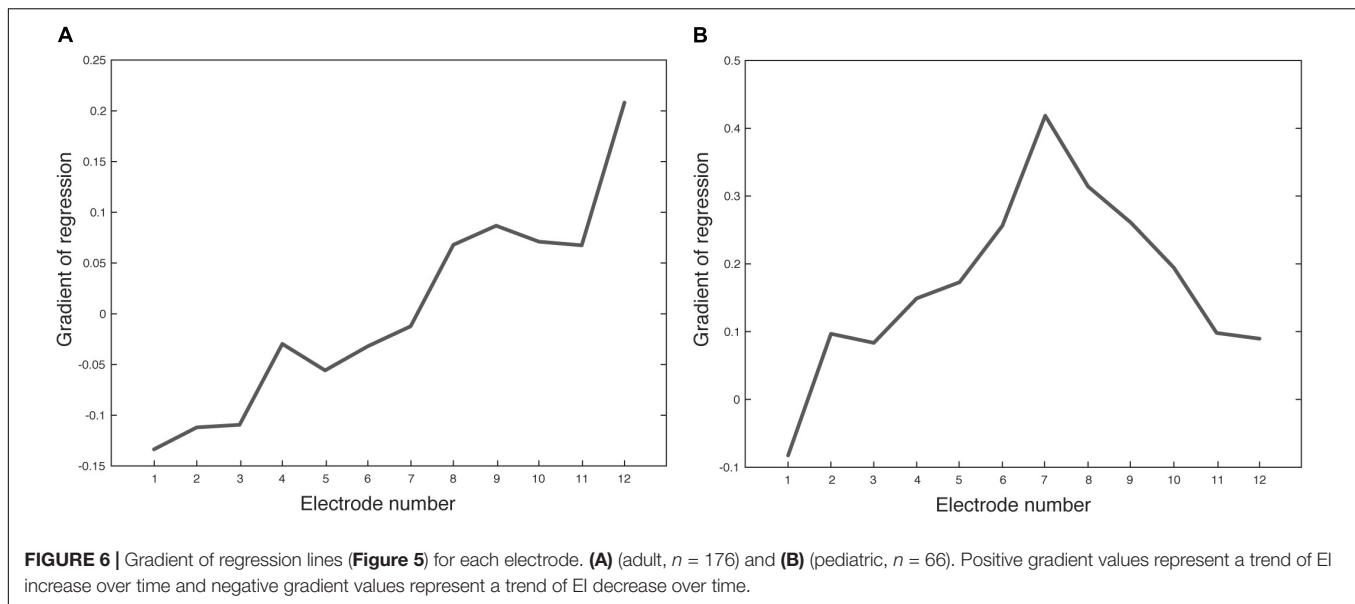 A
0.25
0.2
0.15
0.1
0.05
0
-0.05
-0.1
-0.15
Gradient of regression
1 2 3 4 5 6 7 8 9 10 11 12
Electrode number
B
0.5
0.4
0.3
0.2
0.1
0
-0.1
Gradient of regression
1 2 3 4 5 6 7 8 9 10 11 12
Electrode number
FIGURE 6 | Gradient of regression lines (Figure 5) for each electrode. (A) (adult, n = 176) and (B) (pediatric, n = 66). Positive gradient values represent a trend of EI
increase over time and negative gradient values represent a trend of EI decrease over time.